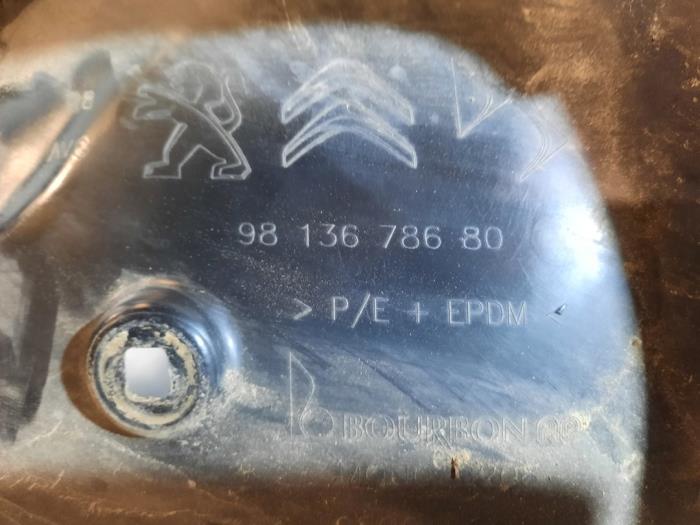 98 136 786 80
> P/E + EPDM <
BOURBON